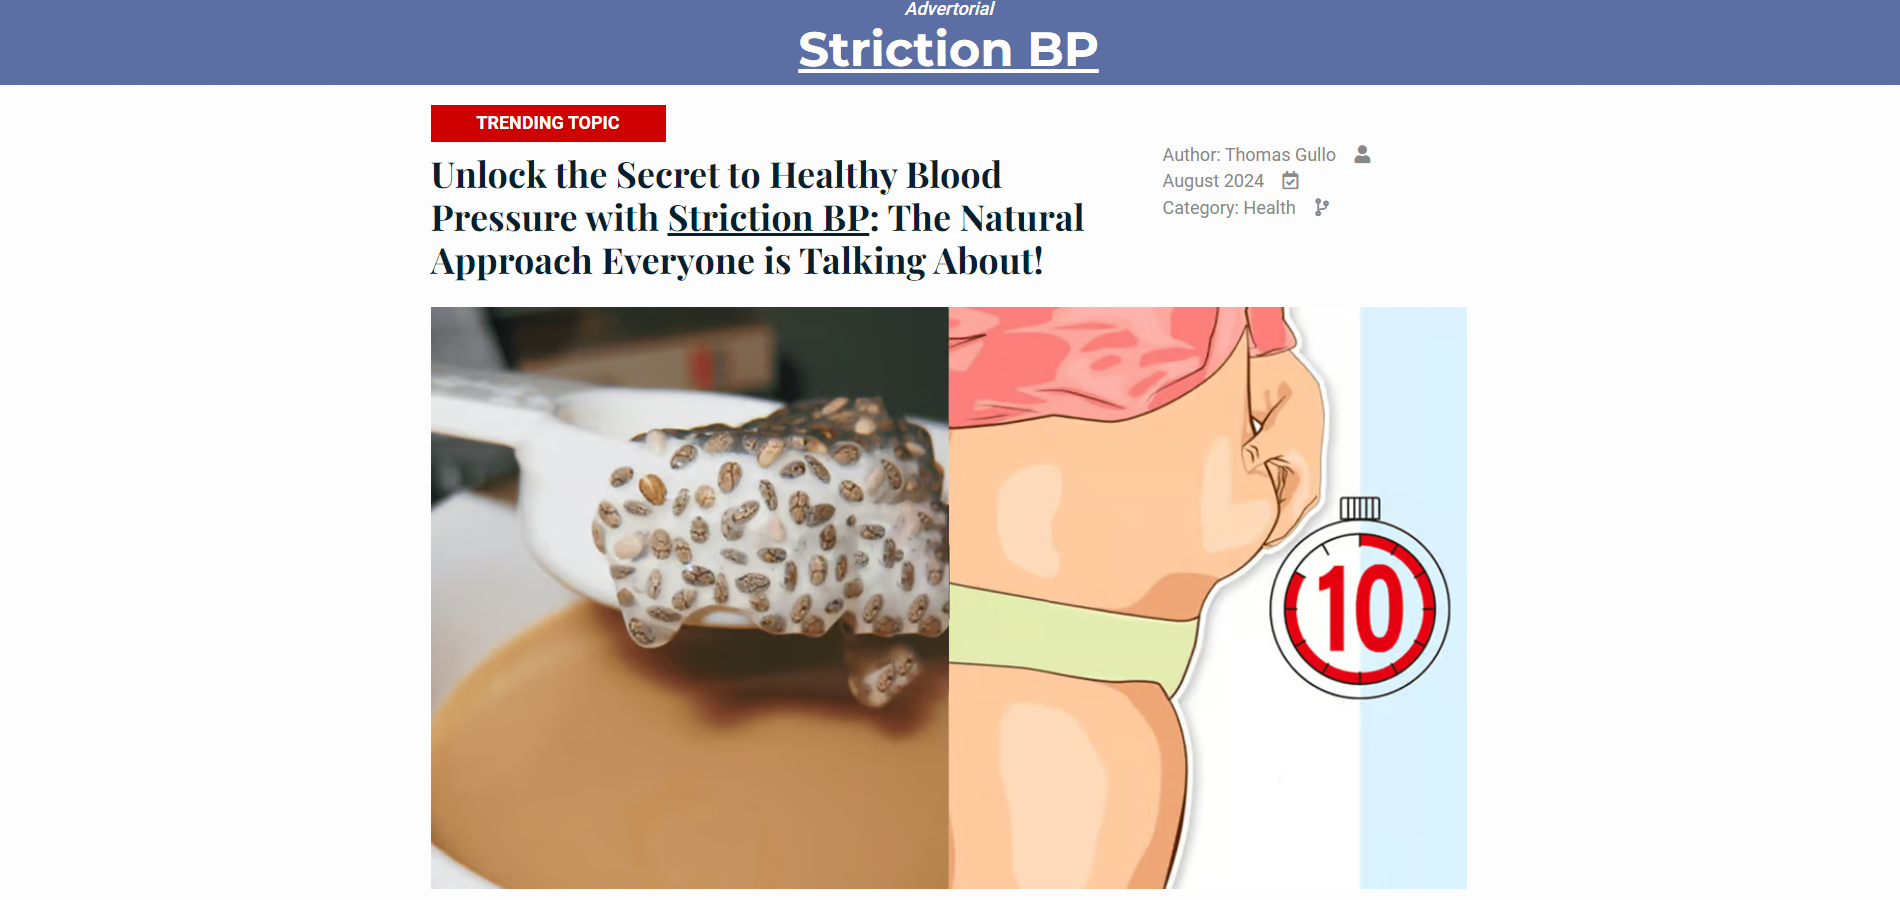 Advertorial
Striction BP
TRENDING TOPIC
Unlock the Secret to Healthy Blood
Pressure with Striction BP: The Natural
Approach Everyone is Talking About!
Author: Thomas Gullo
August 2024
Category: Health
10